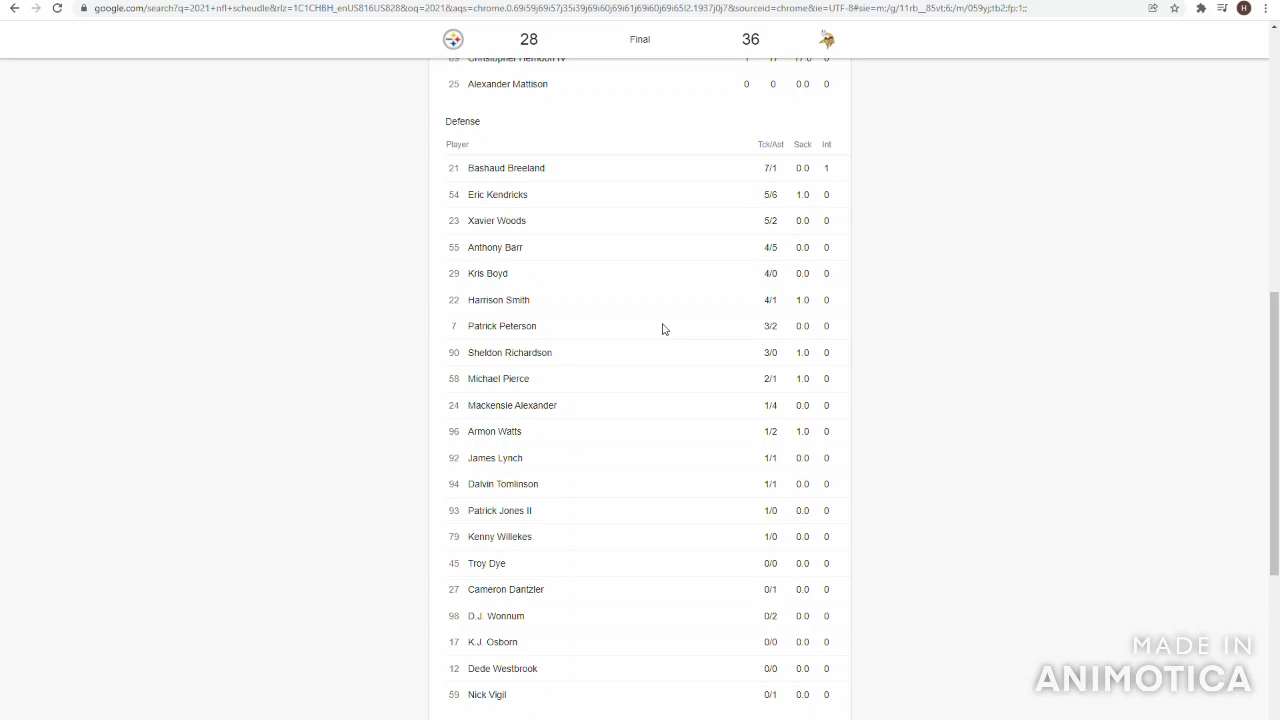 google.com/search?q=2021+nfl+scheudle&rlz=1C1CHBH_enUS816US828&oq=2021&aqs=chrome.0.69i59j69i57j35i39j69i60j69i61j69i60j69i65l2.1937j0j7&sourceid=chrome&ie=UTF-8#sie=m;/g/11rb__85vt;6;/m/059yj;tb2;fp;1;;
H
28 Final 36
89 Christopher Herndon IV 1 17 17.0 0
25 Alexander Mattison 0 0 0.0 0
Defense
Player Tck/Ast Sack Int
21 Bashaud Breeland 7/1 0.0 1
54 Eric Kendricks 5/6 1.0 0
23 Xavier Woods 5/2 0.0 0
55 Anthony Barr 4/5 0.0 0
29 Kris Boyd 4/0 0.0 0
22 Harrison Smith 4/1 1.0 0
7 Patrick Peterson 3/2 0.0 0
90 Sheldon Richardson 3/0 1.0 0
58 Michael Pierce 2/1 1.0 0
24 Mackensie Alexander 1/4 0.0 0
96 Armon Watts 1/2 1.0 0
92 James Lynch 1/1 0.0 0
94 Dalvin Tomlinson 1/1 0.0 0
93 Patrick Jones II 1/0 0.0 0
79 Kenny Willekes 1/0 0.0 0
45 Troy Dye 0/0 0.0 0
27 Cameron Dantzler 0/1 0.0 0
98 D.J. Wonnum 0/2 0.0 0
17 K.J. Osborn 0/0 0.0 0
12 Dede Westbrook 0/0 0.0 0
59 Nick Vigil 0/1 0.0 0
MADE IN
ANIMOTICA